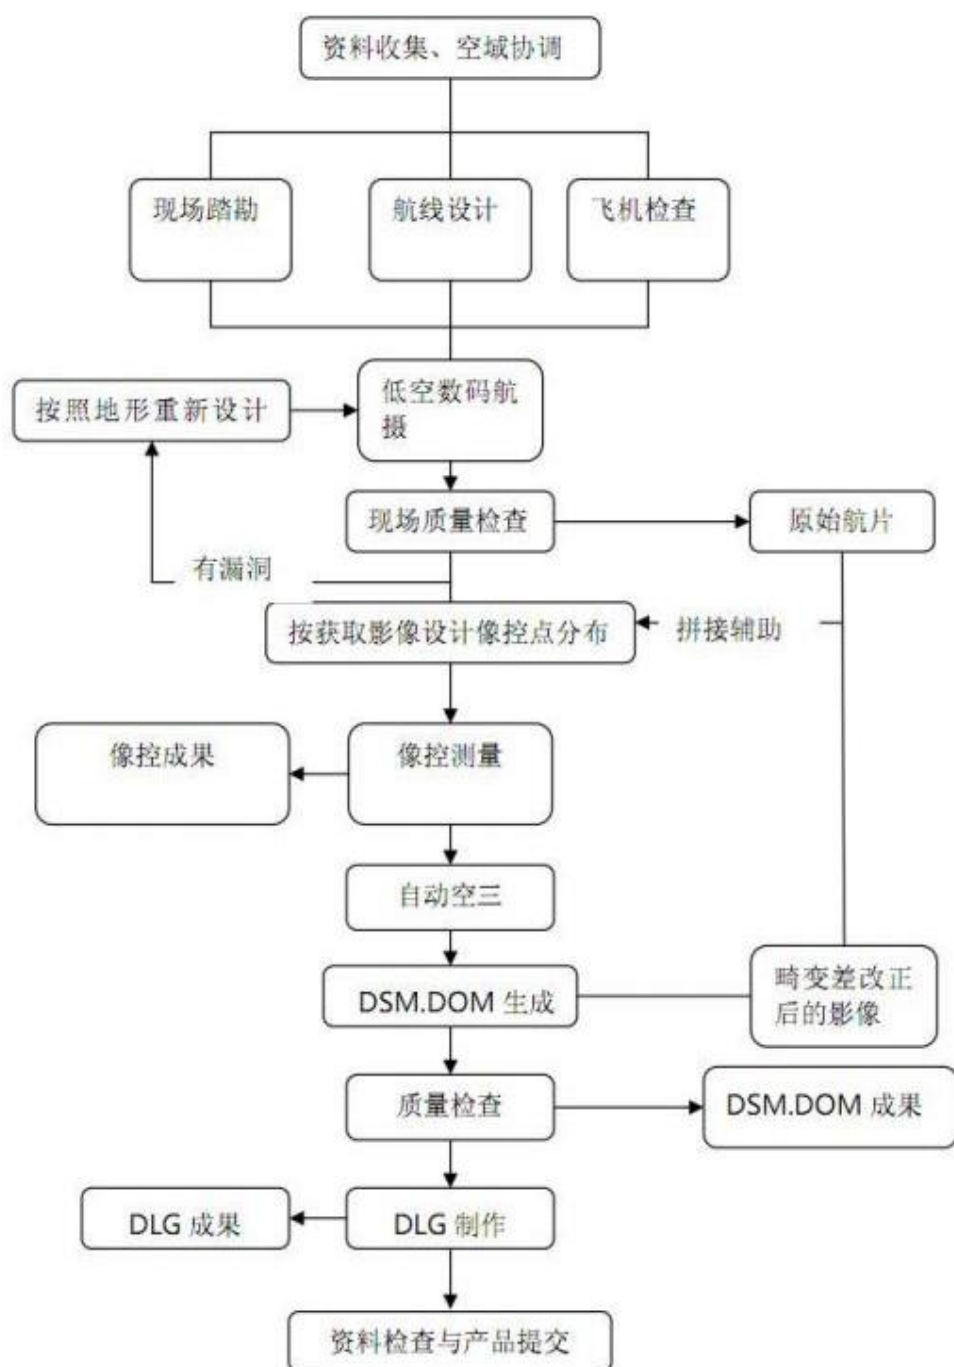 资料收集、空域协调
现场踏勘
航线设计
飞机检查
按照地形重新设计
低空数码航
摄
现场质量检查
原始航片
有漏洞
按获取影像设计像控点分布
拼接辅助
像控成果
像控测量
自动空三
DSM.DOM 生成
畸变差改正
后的影像
质量检查
DSM.DOM 成果
DLG 成果
DLG 制作
资料检查与产品提交